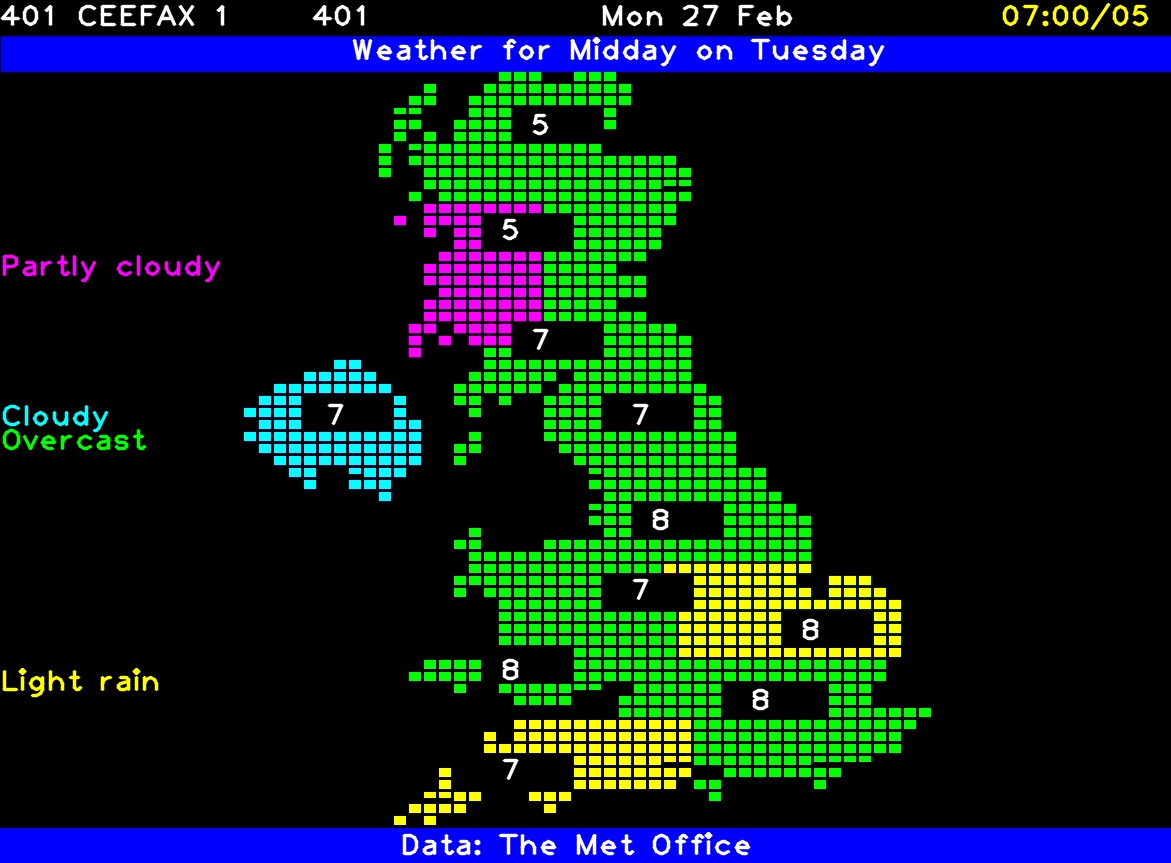 401 CEEFAX 1 401 Mon 27 Feb 07:00/05
Weather for Midday on Tuesday
5
5
Partly cloudy
7
7 7
Cloudy
Overcast
8
7
8
8
Light rain
8
7
Data: The Met Office